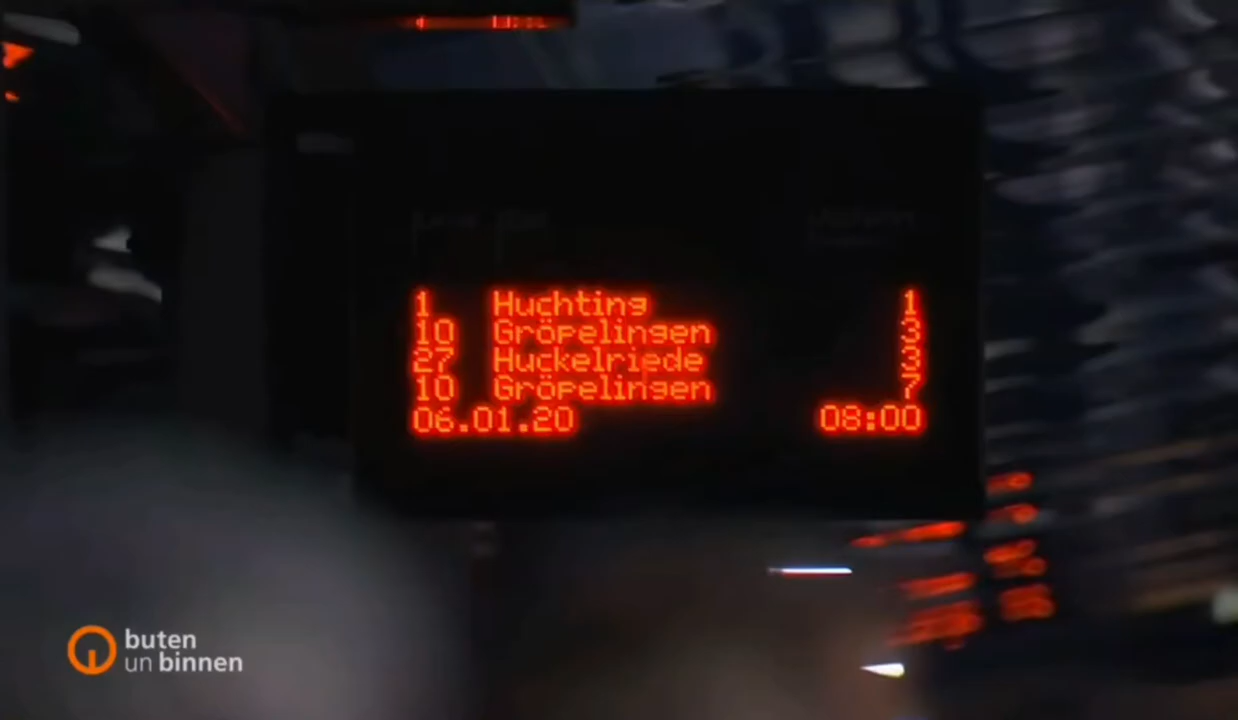 1 Huchting 1
10 Gröpelingen 3
27 Huckelriede 3
10 Gröpelingen 7
06.01.20 08:00
buten
un binnen